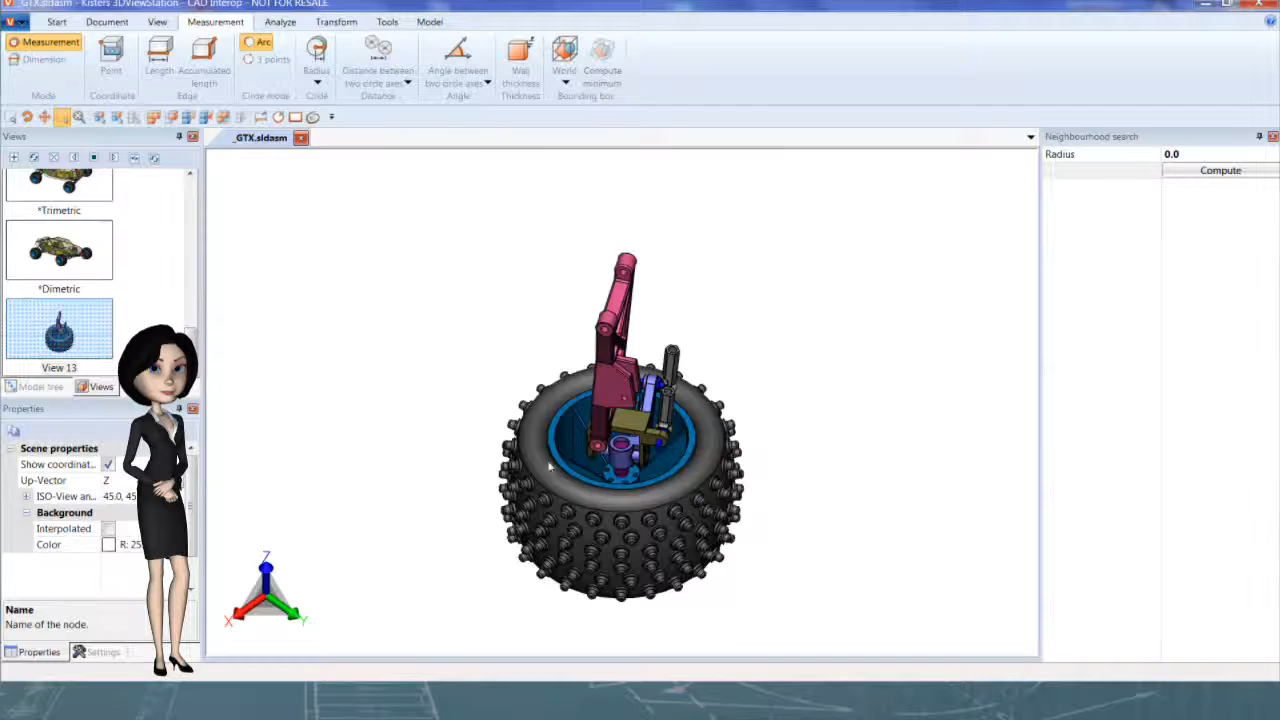 _GTX.sldasm - Kisters 3DViewStation - CAD Interop - NOT FOR RESALE
Start Document View Measurement Analyze Transform Tools Model
Measurement
Dimension
Mode
Point
Coordinate
Length
Accumulated
length
Edge
Arc
3 points
Circle mode
Radius
Circle
Distance between
two circle axes
Distance
Angle between
two circle axes
Angle
Wall
thickness
Thickness
World
Compute
minimum
Bounding box
Views
*Trimetric
*Dimetric
View 13
Model tree Views
Properties
Scene properties
Show coordinat...
Up-Vector Z
ISO-View an... 45.0, 45
Background
Interpolated
Color R: 25
Name
Name of the node.
Properties Settings
_GTX.sldasm
Z
X
Y
Neighbourhood search
Radius 0.0
Compute